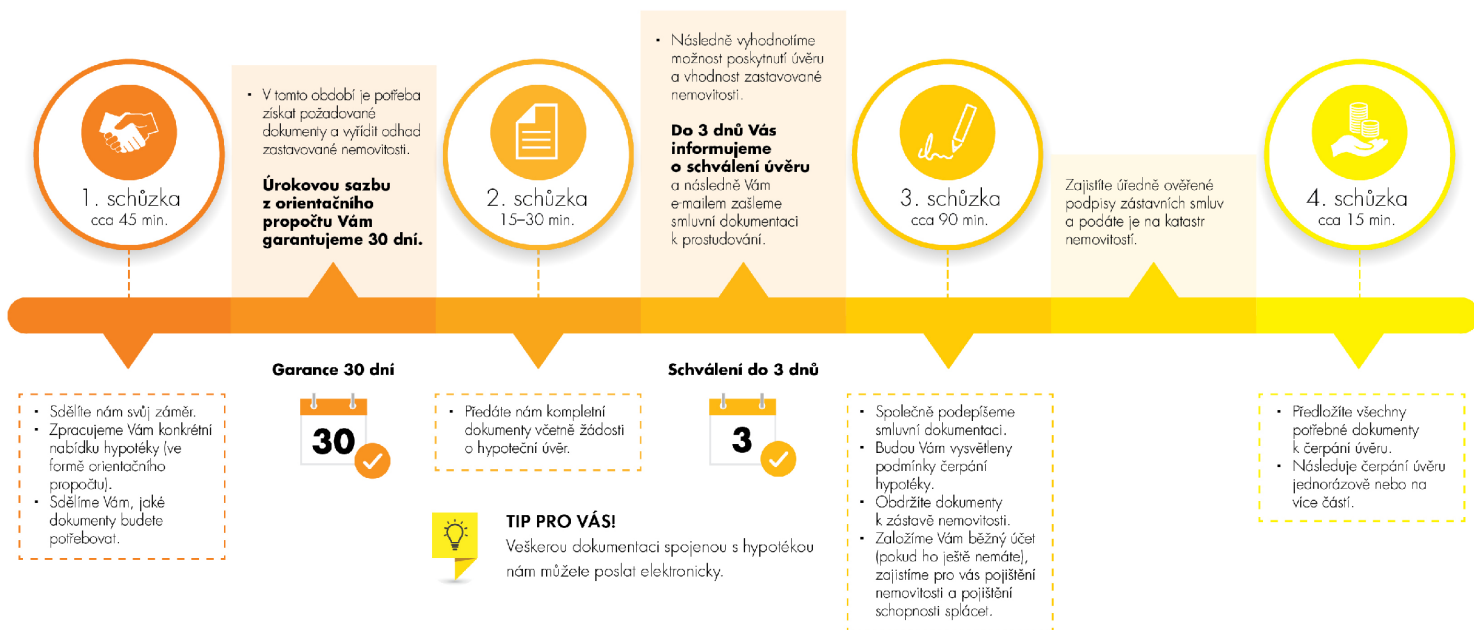 1. schůzka
cca 45 min.
• V tomto období je potřeba
získat požadované
dokumenty a vyřídit odhad
zastavované nemovitosti.
Úrokovou sazbu
z orientačního
propočtu Vám
garantujeme 30 dní.
2. schůzka
15–30 min.
• Následně vyhodnotíme
možnost poskytnutí úvěru
a vhodnost zastavované
nemovitosti.
Do 3 dnů Vás
informujeme
o schválení úvěru
a následně Vám
e-mailem zašleme
smluvní dokumentaci
k prostudování.
3. schůzka
cca 90 min.
Zajistíte úředně ověřené
podpisy zástavních smluv
a podáte je na katastr
nemovitostí.
4. schůzka
cca 15 min.
• Sdělíte nám svůj záměr.
• Zpracujeme Vám konkrétní
nabídku hypotéky (ve
formě orientačního
propočtu).
• Sdělíme Vám, jaké
dokumenty budete
potřebovat.
Garance 30 dní
30
• Předáte nám kompletní
dokumenty včetně žádosti
o hypoteční úvěr.
Schválení do 3 dnů
3
TIP PRO VÁS!
Veškerou dokumentaci spojenou s hypotékou
nám můžete poslat elektronicky.
• Společně podepíšeme
smluvní dokumentaci.
• Budou Vám vysvětleny
podmínky čerpání
hypotéky.
• Obdržíte dokumenty
k zástavě nemovitosti.
• Založíme Vám běžný účet
(pokud ho ještě nemáte),
zajistíme pro vás pojištění
nemovitosti a pojištění
schopnosti splácet.
• Předložíte všechny
potřebné dokumenty
k čerpání úvěru.
• Následuje čerpání úvěru
jednorázově nebo na
více částí.